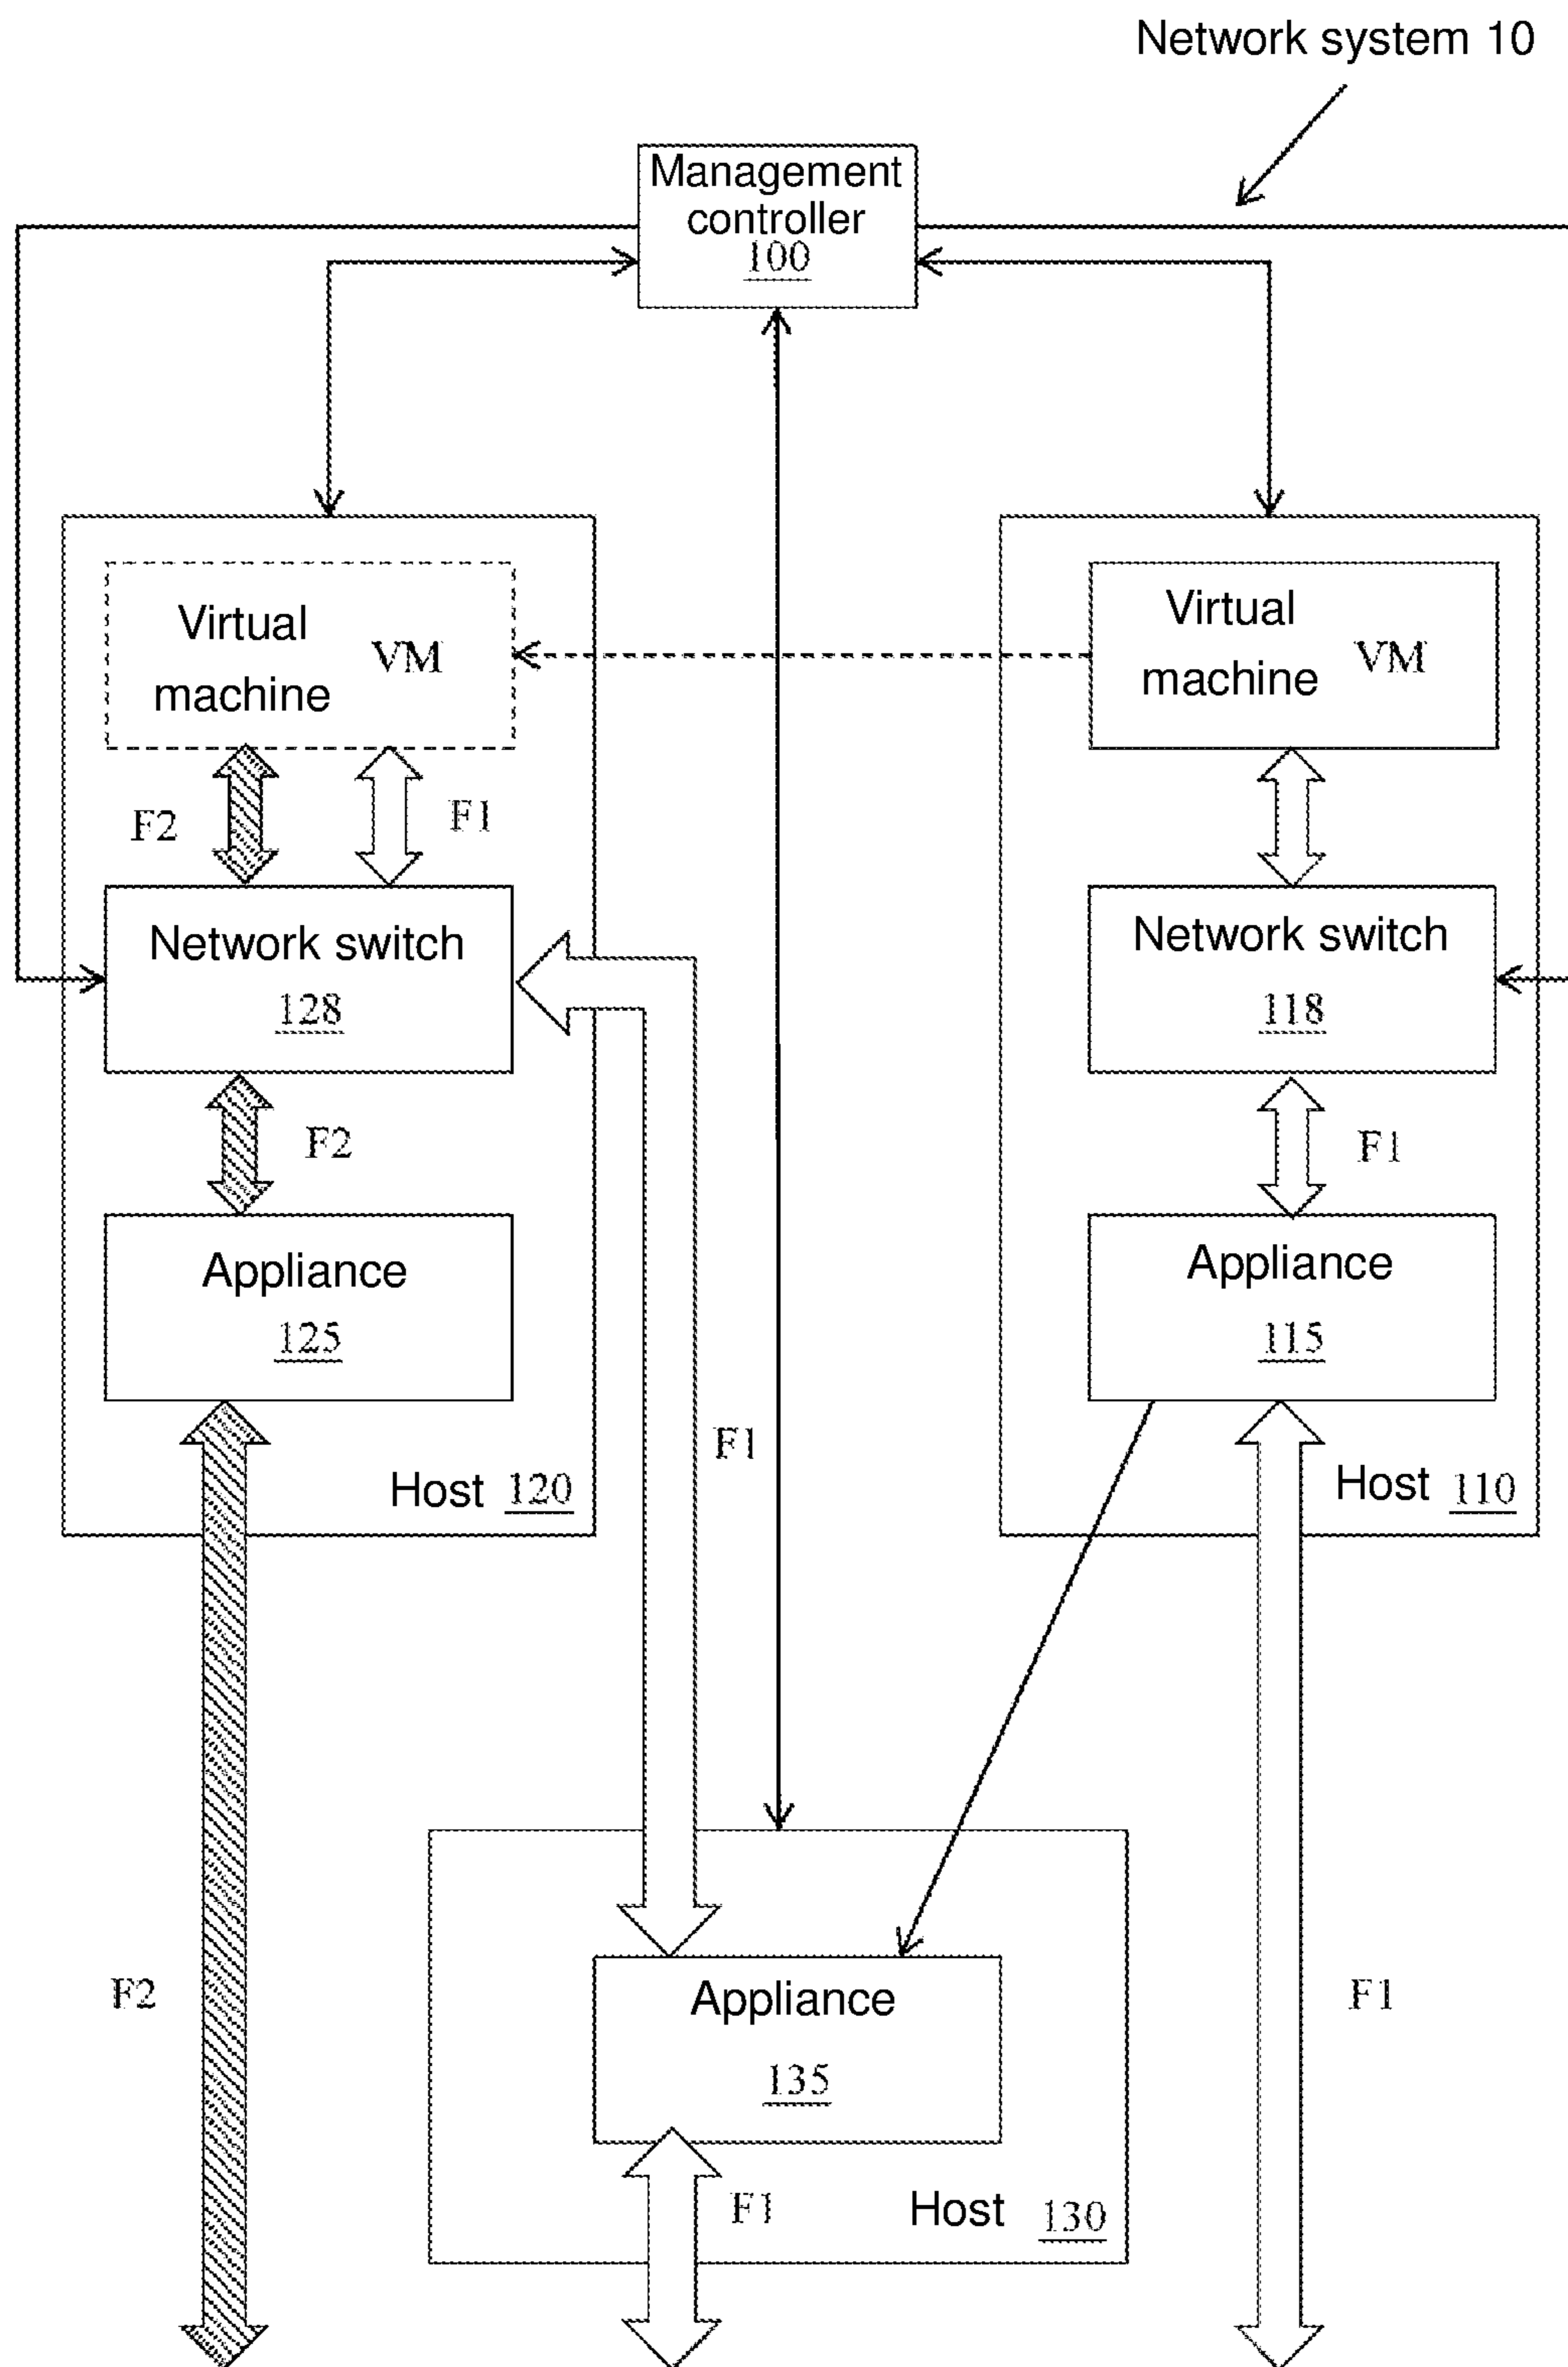 Network system 10
Management
controller
100
Virtual
machine
VM
Virtual
machine
VM
F2
F1
Network switch
128
Network switch
118
F2
F1
Appliance
125
Appliance
115
F1
Host 120
Host 110
F2
F1
Appliance
135
F1
Host 130